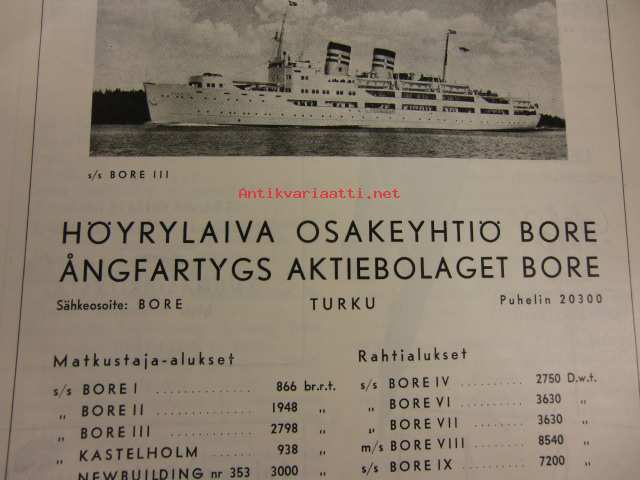 s/s BORE III
Antikvariaatti.net
HÖYRYLAIVA OSAKEYHTIÖ BORE
ÅNGFARTYGS AKTIEBOLAGET BORE
Sähkeosoite: BORE TURKU Puhelin 20300
Matkustaja-alukset
s/s BORE I 866 br.r.t.
„ BORE II 1948 „
„ BORE III 2798 „
„ KASTELHOLM 938 „
NEWBUILDING nr 353 3000 „
Rahtialukset
s/s BORE IV 2750 D.w.t.
„ BORE VI 3630 „
„ BORE VII 3630 „
m/s BORE VIII 8540 „
s/s BORE IX 7200 „